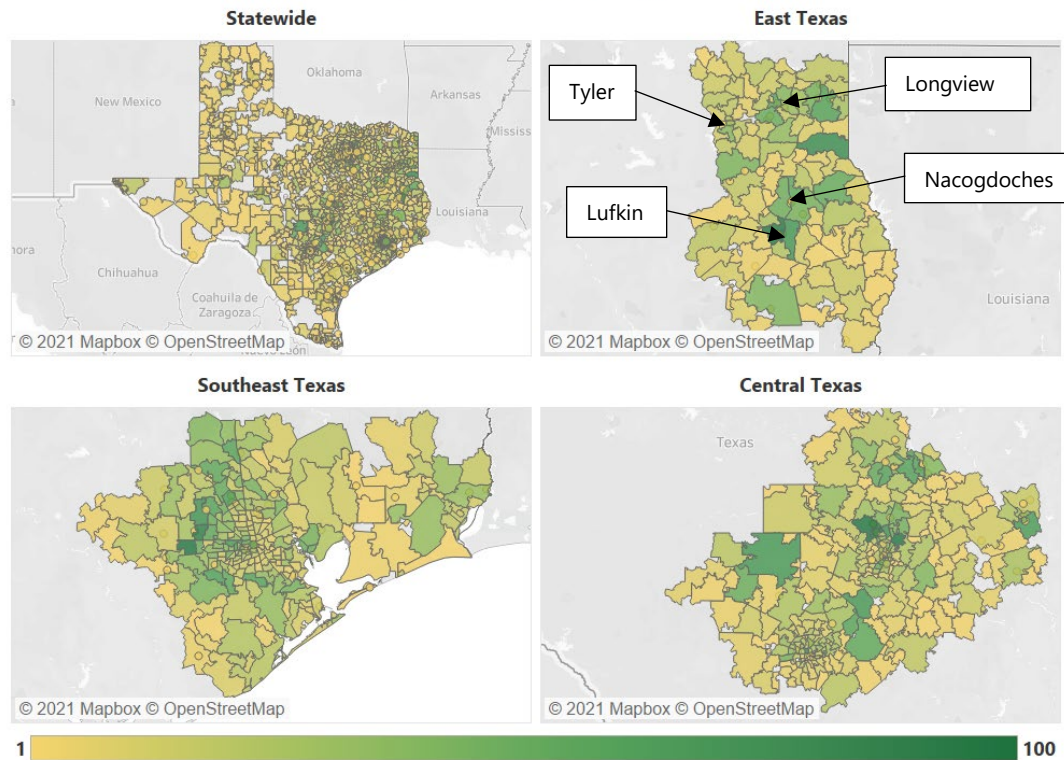 Statewide
East Texas
Oklahoma
New Mexico
Arkansas
Mississ
Louisiana
Chihuahua
Coahuila de
Zaragoza
© 2021 Mapbox © OpenStreetMap
Tyler
Longview
Nacogdoches
Lufkin
Louisiana
© 2021 Mapbox © OpenStreetMap
Southeast Texas
Central Texas
© 2021 Mapbox © OpenStreetMap
Texas
© 2021 Mapbox © OpenStreetMap
1
100